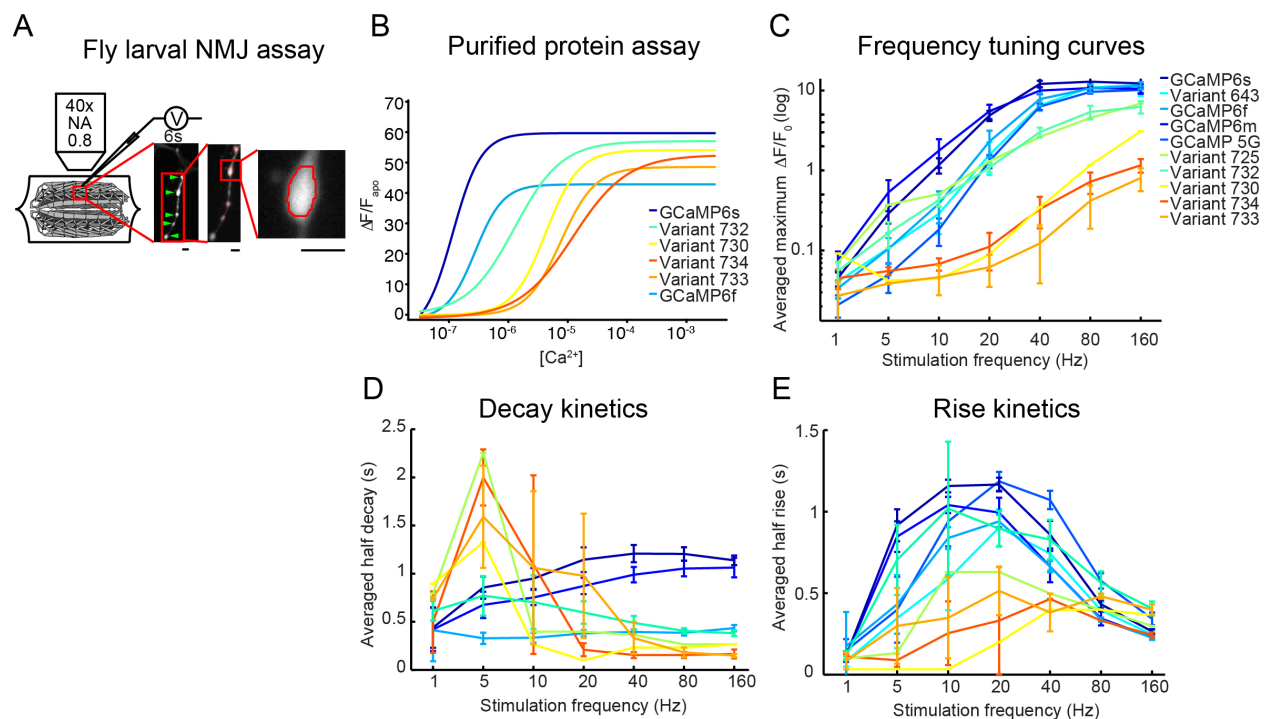 A
Fly larval NMJ assay
40x
NA
0.8
V
6s
B
Purified protein assay
ΔF/F app
70
60
50
40
30
20
10
0
GCaMP6s
Variant 732
Variant 730
Variant 734
Variant 733
GCaMP6f
10-7
10-6
10-5
10-4
10-3
[Ca2+]
C
Frequency tuning curves
Averaged maximum ΔF/F0 (log)
10
1
0.1
1
5
10
20
40
80
160
Stimulation frequency (Hz)
GCaMP6s
Variant 643
GCaMP6f
GCaMP6m
GCaMP 5G
Variant 725
Variant 732
Variant 730
Variant 734
Variant 733
D
Decay kinetics
Averaged half decay (s)
2.5
2
1.5
1
0.5
0
1
5
10
20
40
80
160
Stimulation frequency (Hz)
E
Rise kinetics
Averaged half rise (s)
1.5
1
0.5
0
1
5
10
20
40
80
160
Stimulation frequency (Hz)